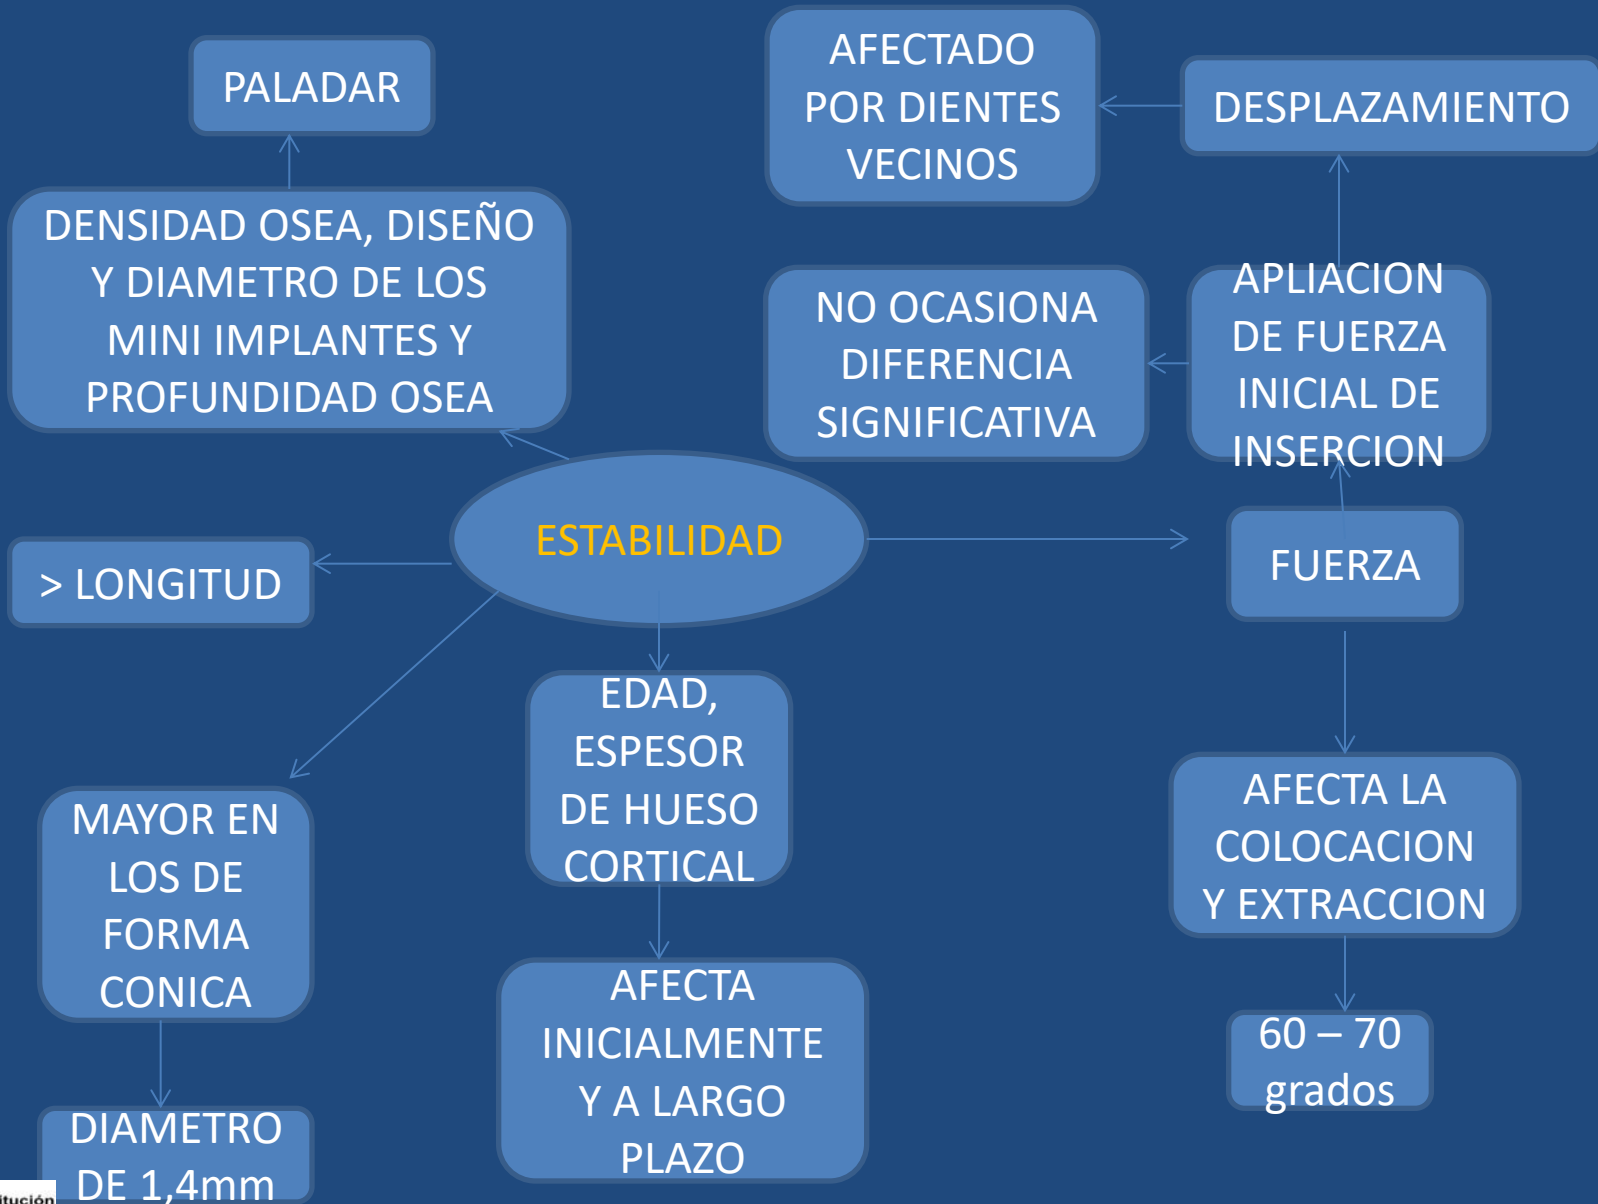 PALADAR
DENSIDAD OSEA, DISEÑO
Y DIAMETRO DE LOS
MINI IMPLANTES Y
PROFUNDIDAD OSEA
AFECTADO
POR DIENTES
VECINOS
DESPLAZAMIENTO
NO OCASIONA
DIFERENCIA
SIGNIFICATIVA
APLIACION
DE FUERZA
INICIAL DE
INSERCION
ESTABILIDAD
> LONGITUD
FUERZA
MAYOR EN
LOS DE
FORMA
CONICA
EDAD,
ESPESOR
DE HUESO
CORTICAL
AFECTA LA
COLOCACION
Y EXTRACCION
AFECTA
INICIALMENTE
Y A LARGO
PLAZO
60 – 70
grados
DIAMETRO
DE 1,4mm